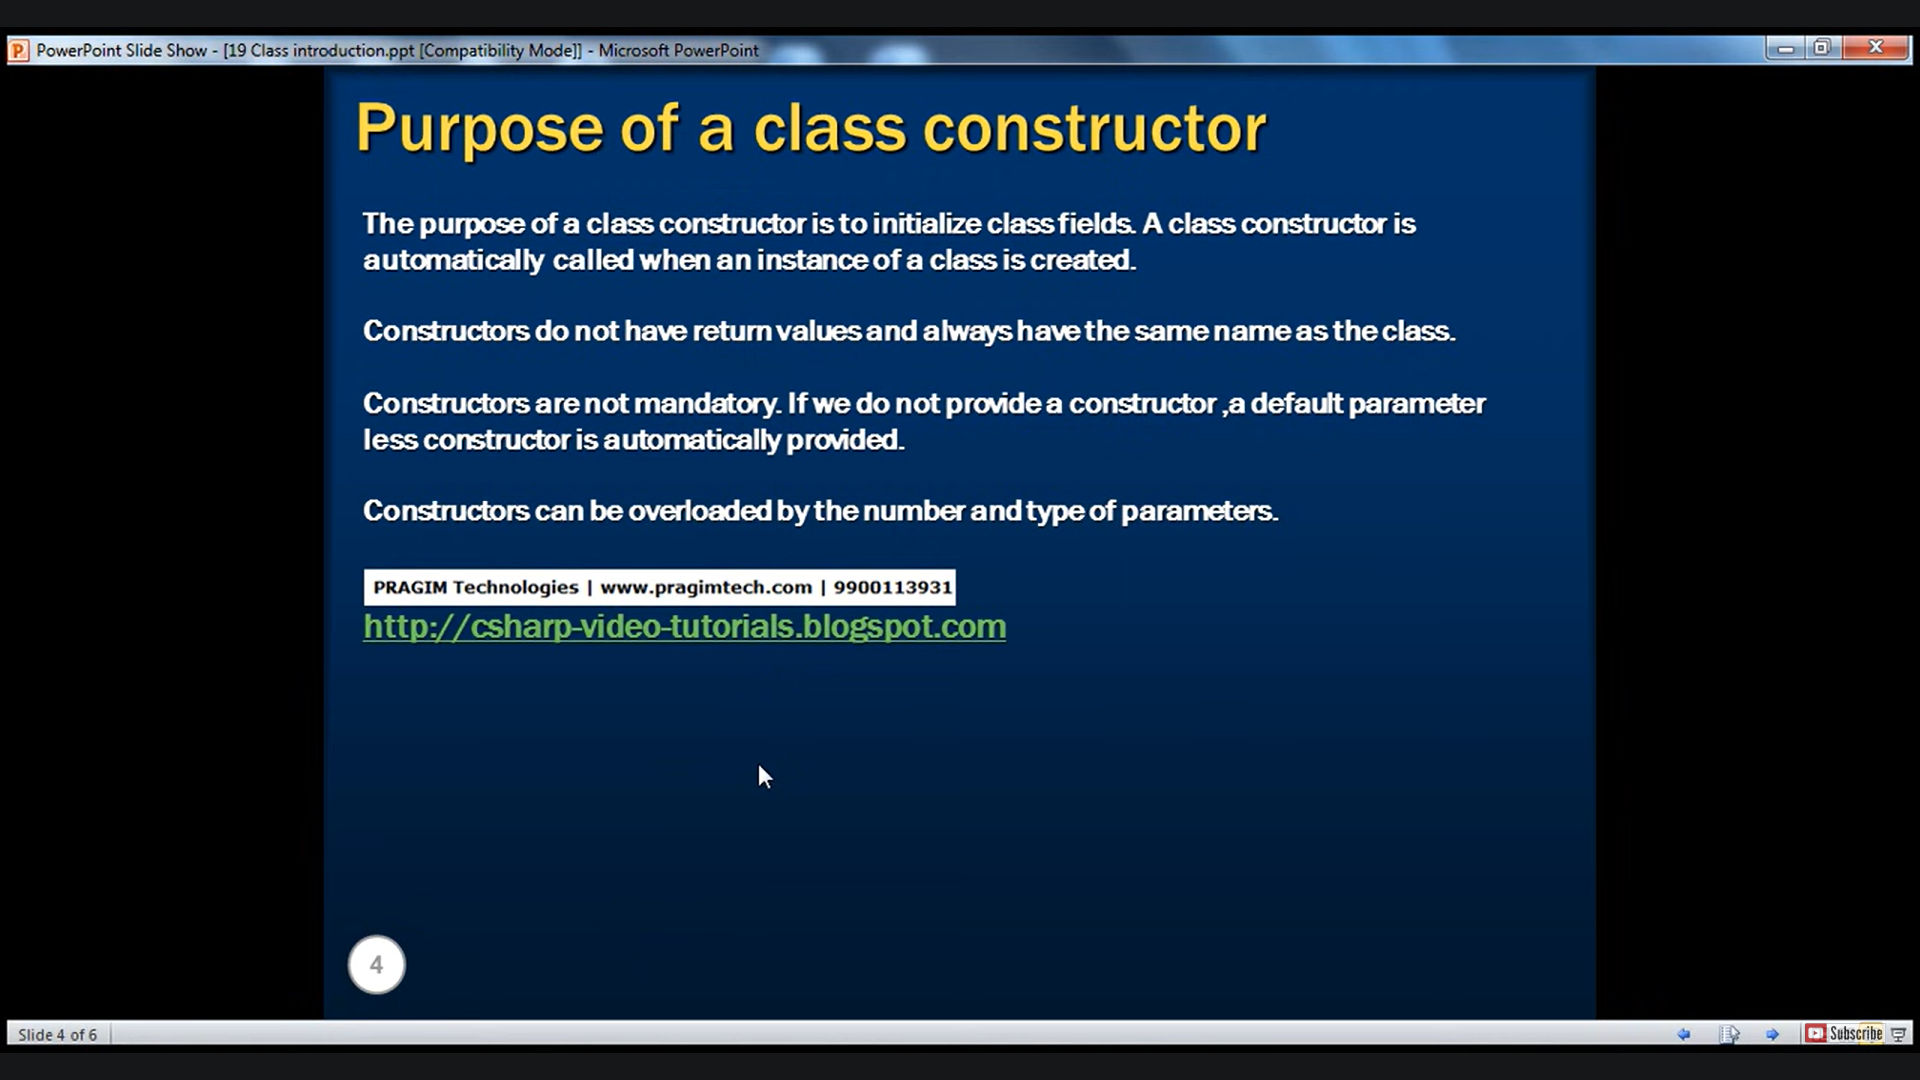 PowerPoint Slide Show - [19 Class introduction.ppt [Compatibility Mode]] - Microsoft PowerPoint
Purpose of a class constructor
The purpose of a class constructor is to initialize class fields. A class constructor is
automatically called when an instance of a class is created.
Constructors do not have return values and always have the same name as the class.
Constructors are not mandatory. If we do not provide a constructor ,a default parameter
less constructor is automatically provided.
Constructors can be overloaded by the number and type of parameters.
PRAGIM Technologies | www.pragimtech.com | 9900113931
http://csharp-video-tutorials.blogspot.com
4
Slide 4 of 6
Subscribe